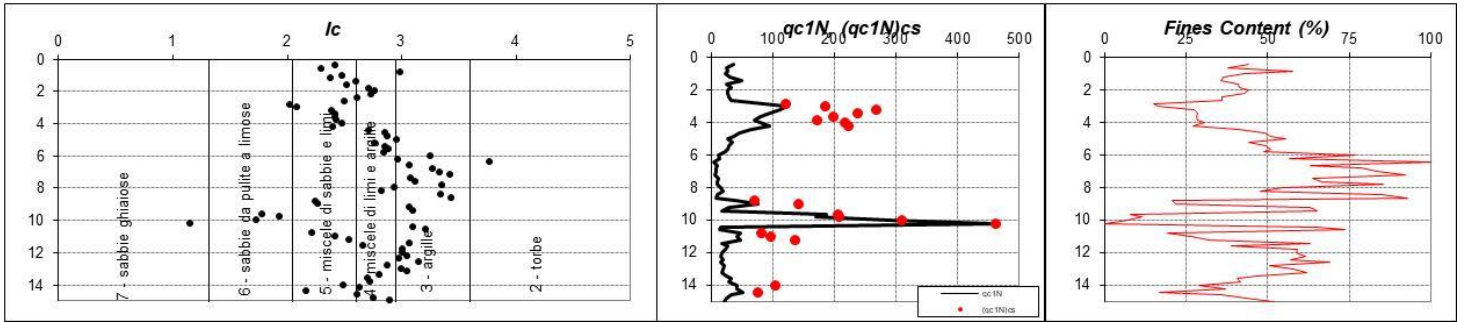 Ic
0 1 2 3 4 5
0
2
4
6
8
10
12
14
7 - sabbie ghiaiose
6 - sabbie da pulite a limose
5 - miscele di sabbie e limi
4 miscele di limi e argille
3 - argille
2 - torbe
qc1N, (qc1N)cs
0 100 200 300 400 500
0
2
4
6
8
10
12
14
qc1N
(qc1N)cs
Fines Content (%)
0 25 50 75 100
0
2
4
6
8
10
12
14